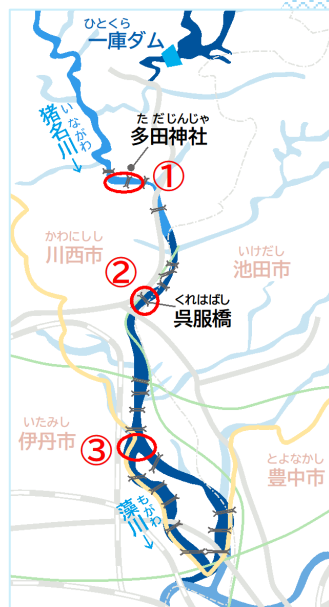 ひとくら
一庫ダム
いながわ
猪名川→
ただじんじゃ
多田神社
①
かわにしし
川西市
②
いけだし
池田市
くれはばし
呉服橋
いたみし
伊丹市
③
とよなかし
豊中市
もがわ
藻川→